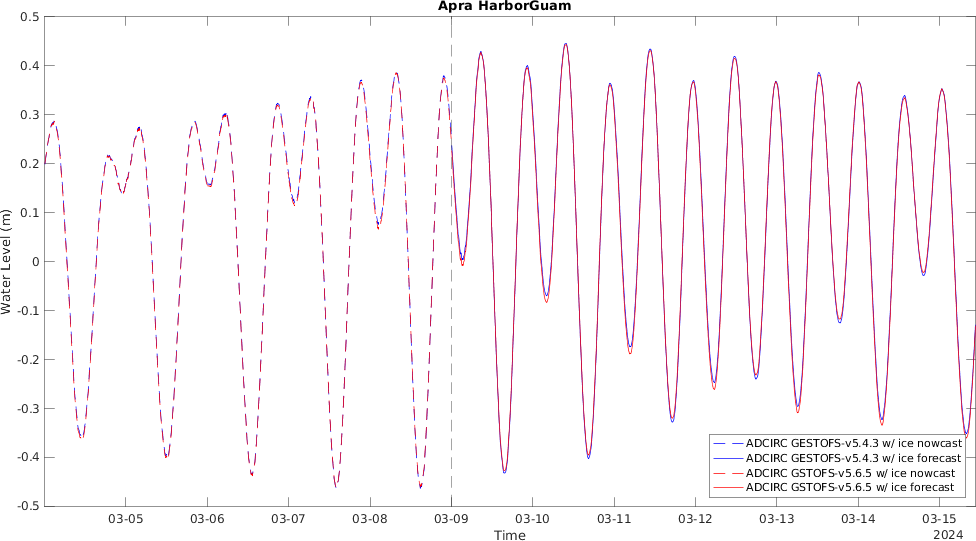 Apra HarborGuam
0.5
0.4
0.3
0.2
0.1
0
-0.1
-0.2
-0.3
-0.4
-0.5
Water Level (m)
ADCIRC GESTOFS-v5.4.3 w/ ice nowcast
ADCIRC GESTOFS-v5.4.3 w/ ice forecast
ADCIRC GSTOFS-v5.6.5 w/ ice nowcast
ADCIRC GSTOFS-v5.6.5 w/ ice forecast
03-05 03-06 03-07 03-08 03-09 03-10 03-11 03-12 03-13 03-14 03-15
Time
2024